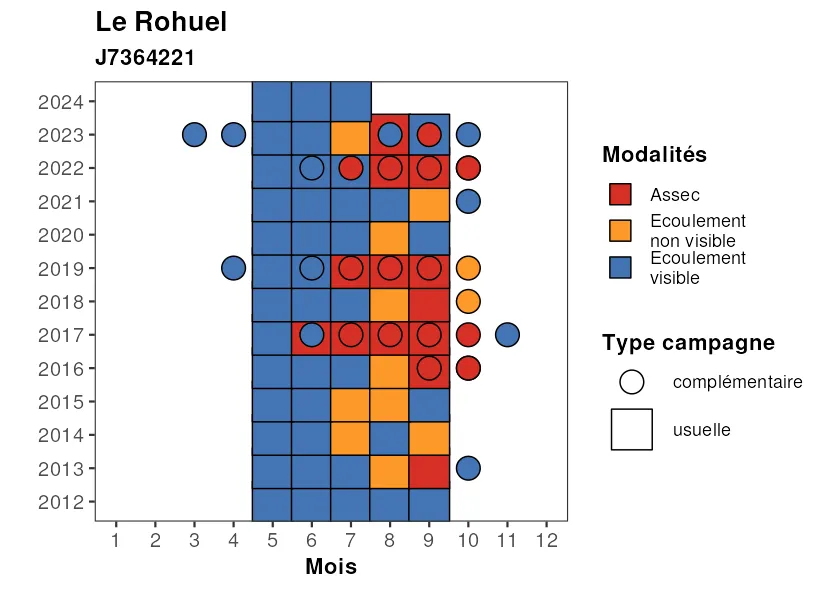 Le Rohuel
J7364221
2024
2023
2022
2021
2020
2019
2018
2017
2016
2015
2014
2013
2012
1 2 3 4 5 6 7 8 9 10 11 12
Mois
Modalités
Assec
Ecoulement
non visible
Ecoulement
visible
Type campagne
complémentaire
usuelle